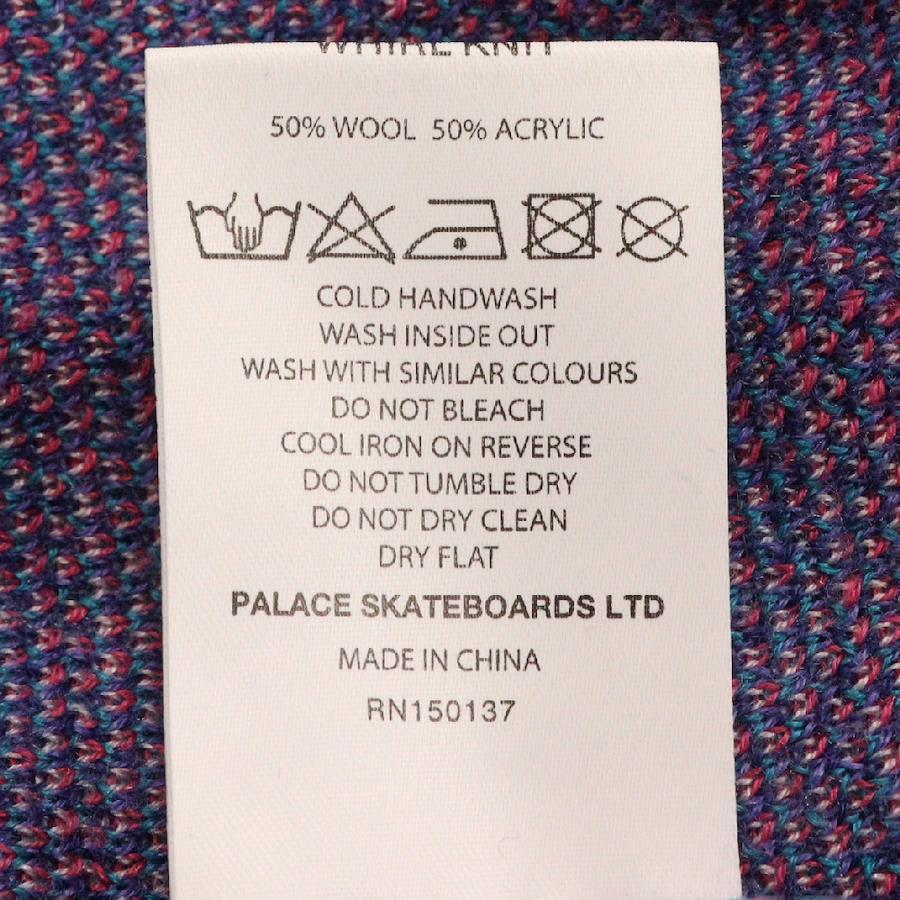 KNIT
50% WOOL 50% ACRYLIC
COLD HANDWASH
WASH INSIDE OUT
WASH WITH SIMILAR COLOURS
DO NOT BLEACH
COOL IRON ON REVERSE
DO NOT TUMBLE DRY
DO NOT DRY CLEAN
DRY FLAT
PALACE SKATEBOARDS LTD
MADE IN CHINA
RN150137